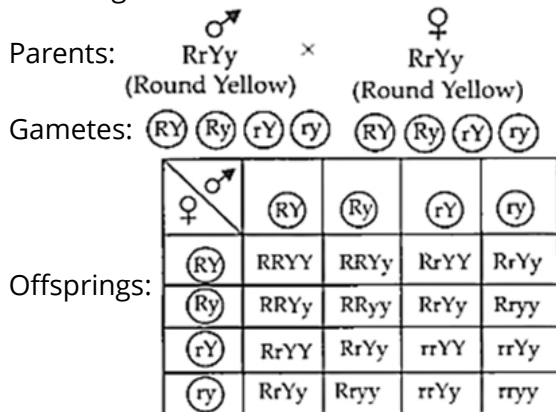 Parents: RrYy × RrYy
(Round Yellow) (Round Yellow)
Gametes: RY Ry rY ry RY Ry rY ry
RY Ry rY ry
RY RRYY RRYy RrYY RrYy
Offsprings:
Ry RRYy RRyy RrYy Rryy
rY RrYY RrYy rrYY rrYy
ry RrYy Rryy rrYy rryy